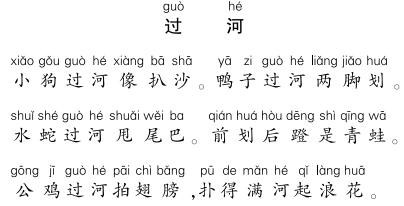 guò hé
过 河
xiǎo gǒu guò hé xiàng bā shā yā zi guò hé liǎng jiǎo huá
小 狗 过 河 像 扒 沙 。鸭 子 过 河 两 脚 划 。
shuǐ shé guò hé shuǎi wěi ba qián huá hòu dēng shì qīng wā
水 蛇 过 河 甩 尾 巴 。前 划 后 蹬 是 青 蛙 。
gōng jī guò hé pāi chì bǎng pū de mǎn hé qǐ làng huā
公 鸡 过 河 拍 翅 膀 ,扑 得 满 河 起 浪 花 。